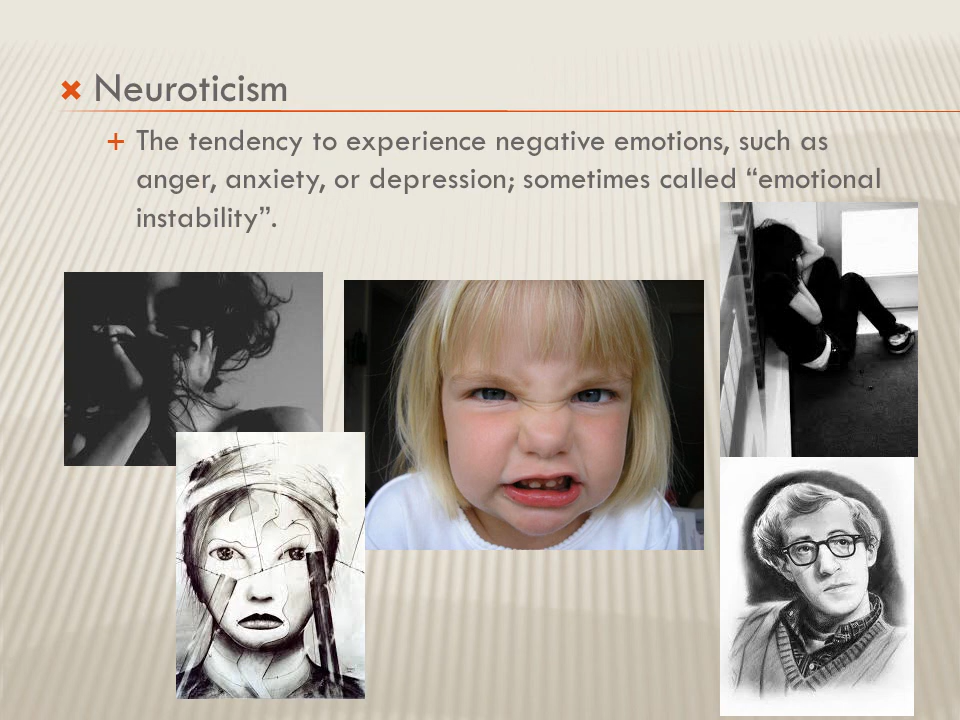 Neuroticism
The tendency to experience negative emotions, such as
anger, anxiety, or depression; sometimes called “emotional
instability”.